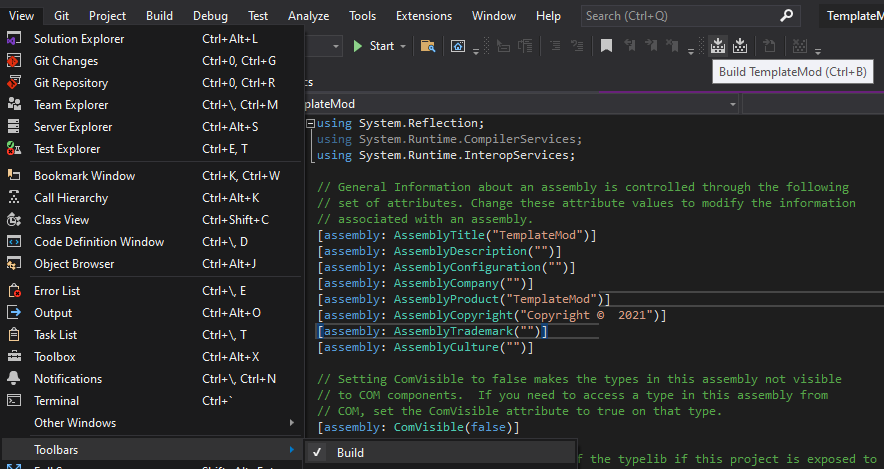 View Git Project Build Debug Test Analyze Tools Extensions Window Help Search (Ctrl+Q) TemplateM
Solution Explorer Ctrl+Alt+L
Git Changes Ctrl+0, Ctrl+G
Git Repository Ctrl+0, Ctrl+R
Team Explorer Ctrl+\, Ctrl+M
Server Explorer Ctrl+Alt+S
Test Explorer Ctrl+E, T
Bookmark Window Ctrl+K, Ctrl+W
Call Hierarchy Ctrl+Alt+K
Class View Ctrl+Shift+C
Code Definition Window Ctrl+\, D
Object Browser Ctrl+Alt+J
Error List Ctrl+\, E
Output Ctrl+Alt+O
Task List Ctrl+\, T
Toolbox Ctrl+Alt+X
Notifications Ctrl+\, Ctrl+N
Terminal Ctrl+`
Other Windows
Toolbars
Build
Start
Build TemplateMod (Ctrl+B)
cs
plateMod
using System.Reflection;
using System.Runtime.CompilerServices;
using System.Runtime.InteropServices;
// General Information about an assembly is controlled through the following
// set of attributes. Change these attribute values to modify the information
// associated with an assembly.
[assembly: AssemblyTitle("TemplateMod")]
[assembly: AssemblyDescription("")]
[assembly: AssemblyConfiguration("")]
[assembly: AssemblyCompany("")]
[assembly: AssemblyProduct("TemplateMod")]
[assembly: AssemblyCopyright("Copyright ©  2021")]
[assembly: AssemblyTrademark("")]
[assembly: AssemblyCulture("")]
// Setting ComVisible to false makes the types in this assembly not visible
// to COM components.  If you need to access a type in this assembly from
// COM, set the ComVisible attribute to true on that type.
[assembly: ComVisible(false)]
f the typelib if this project is exposed to